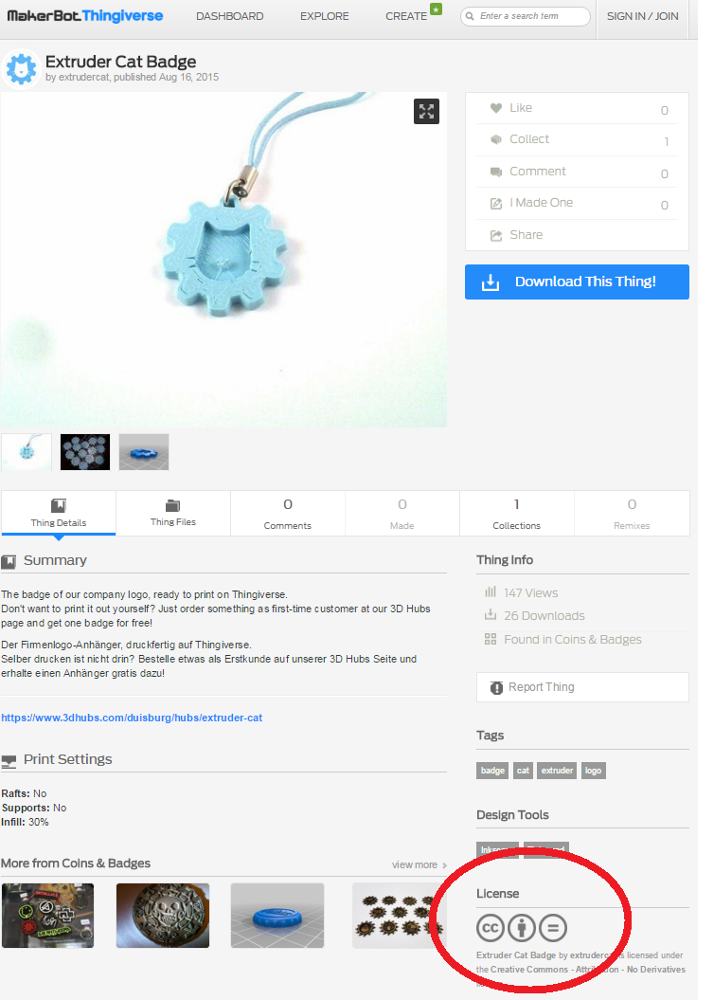 MakerBot Thingiverse
DASHBOARD
EXPLORE
CREATE
Enter a search term
SIGN IN / JOIN
Extruder Cat Badge
by extrudercat, published Aug 16, 2015
Like 0
Collect 1
Comment 0
I Made One 0
Share
Download This Thing!
Thing Details
Thing Files
0
Comments
0
Made
1
Collections
0
Remixes
Summary
The badge of our company logo, ready to print on Thingiverse.
Don't want to print it out yourself? Just order something as first-time customer at our 3D Hubs
page and get one badge for free!
Der Firmenlogo-Anhänger, druckfertig auf Thingiverse.
Selber drucken ist nicht drin? Bestelle etwas als Erstkunde auf unserer 3D Hubs Seite und
erhalte einen Anhänger gratis dazu!
https://www.3dhubs.com/duisburg/hubs/extruder-cat
Print Settings
Rafts: No
Supports: No
Infill: 30%
More from Coins & Badges
view more
Thing Info
147 Views
26 Downloads
Found in Coins & Badges
Report Thing
Tags
badge
cat
extruder
logo
Design Tools
License
cc
Extruder Cat Badge by extrudercat is licensed under
the Creative Commons - Attribution - No Derivatives